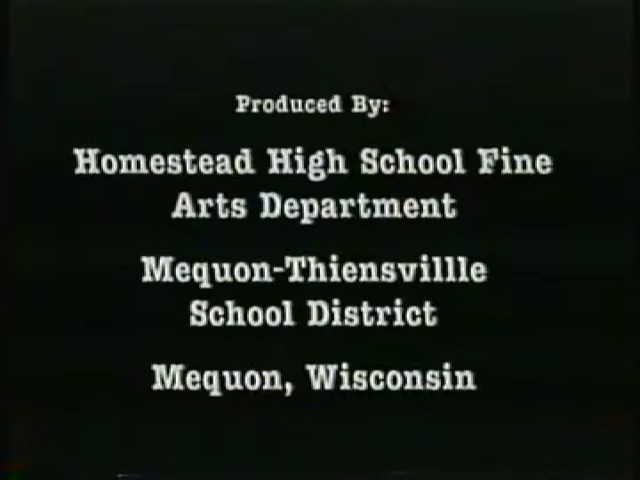 Produced By:
Homestead High School Fine
Arts Department
Mequon-Thiensvillle
School District
Mequon, Wisconsin